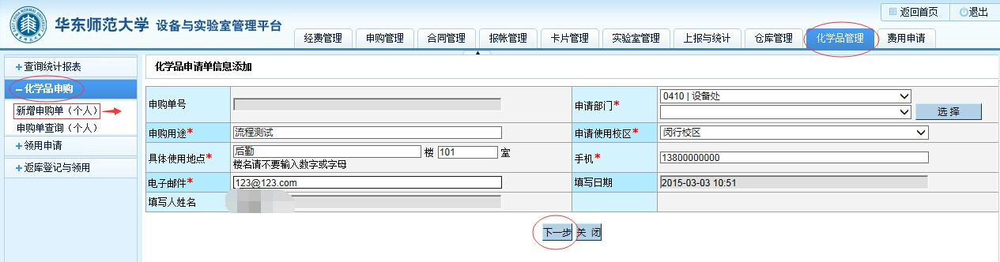 返回首页 退出
华东师范大学 设备与实验室管理平台
经费管理 申购管理 合同管理 报帐管理 卡片管理 实验室管理 上报与统计 仓库管理 化学品管理 费用申请
+查询统计报表
−化学品申购
新增申购单（个人）
申购单查询（个人）
+领用申请
+返库登记与领用
化学品申请单信息添加
申购单号 申请部门* 0410 | 设备处
选 择
申购用途* 流程测试 申请使用校区* 闵行校区
具体使用地点* 后勤 楼 101 室 手机* 13800000000
楼名请不要输入数字或字母
电子邮件* 123@123.com 填写日期 2015-03-03 10:51
填写人姓名
下一步 关 闭